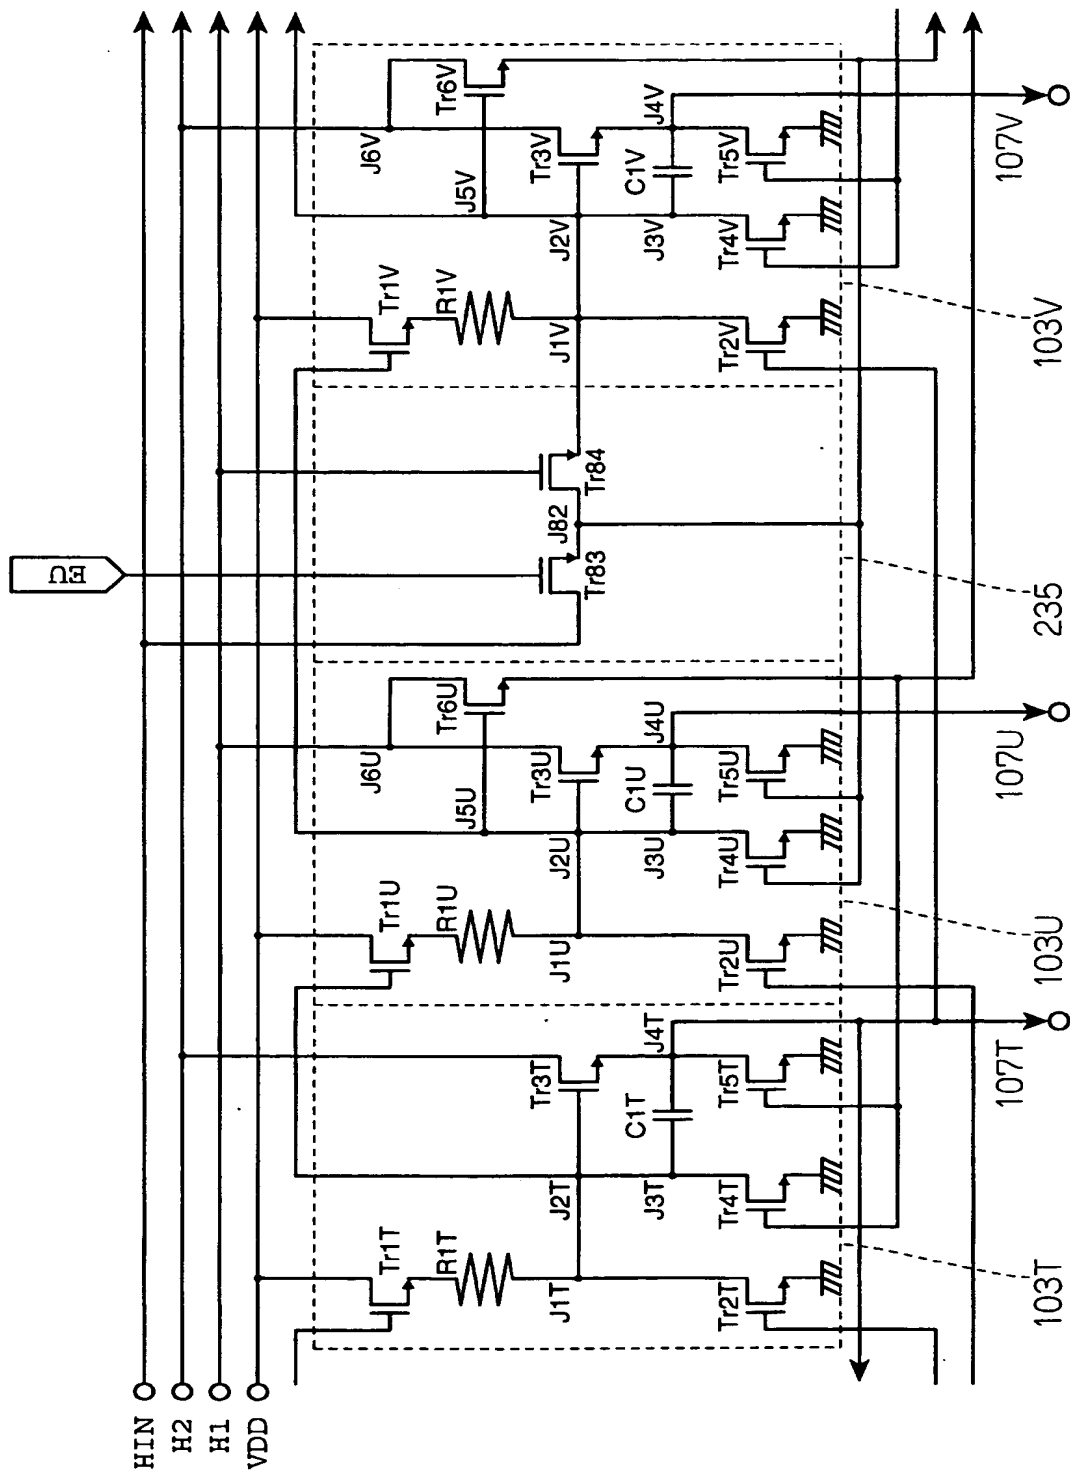 HIN
H2
H1
VDD
EU
Tr1T
R1T
J1T
Tr2T
J2T
J3T
Tr4T
Tr3T
C1T
J4T
Tr5T
Tr1U
R1U
J1U
Tr2U
J2U
J3U
Tr4U
J5U
J6U
Tr6U
Tr3U
C1U
J4U
Tr5U
Tr83
J82
Tr84
Tr1V
R1V
J1V
Tr2V
J2V
J3V
Tr4V
J5V
J6V
Tr6V
Tr3V
C1V
J4V
Tr5V
103T
107T
103U
107U
235
103V
107V